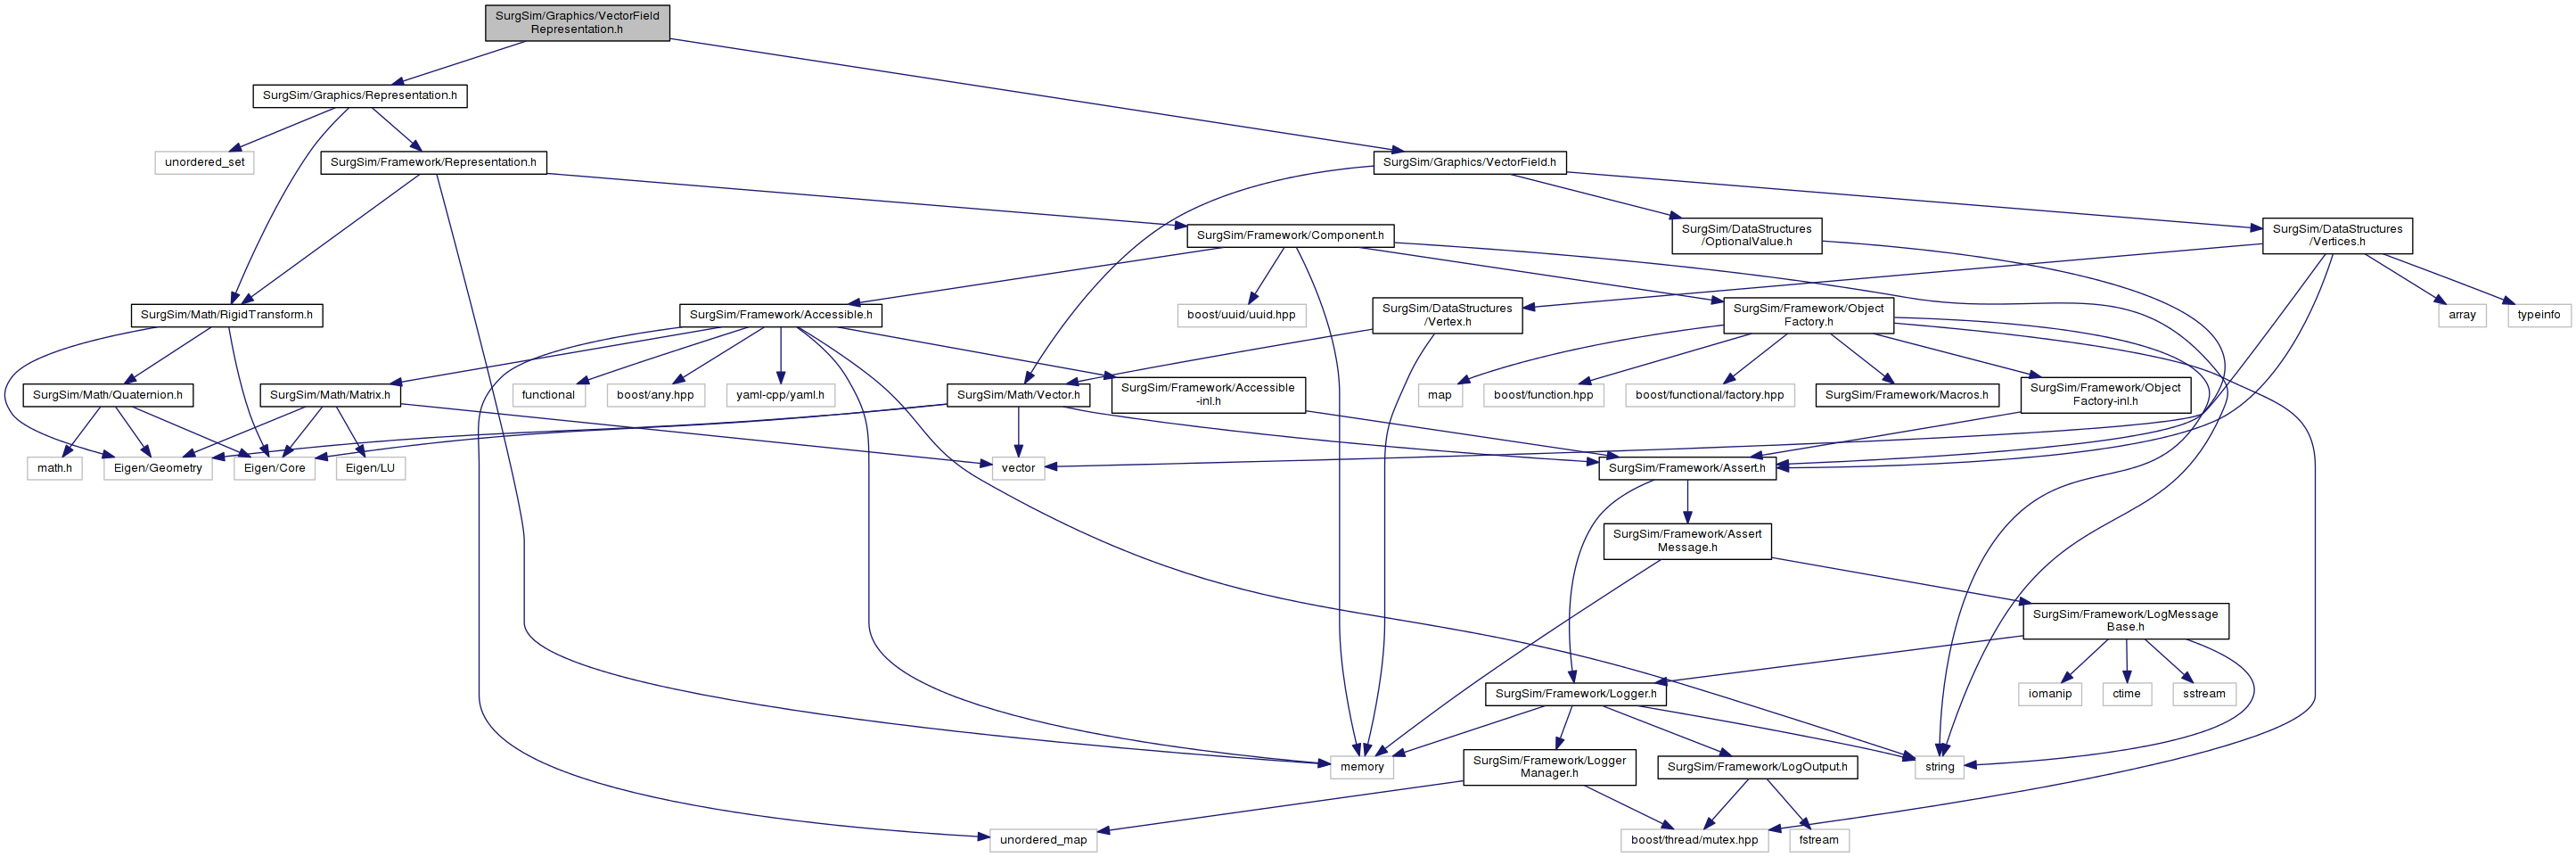 SurgSim/Graphics/VectorField
Representation.h
SurgSim/Graphics/Representation.h
unordered_set
SurgSim/Framework/Representation.h
SurgSim/Graphics/VectorField.h
SurgSim/Framework/Component.h
SurgSim/DataStructures
/OptionalValue.h
SurgSim/DataStructures
/Vertices.h
SurgSim/Math/RigidTransform.h
SurgSim/Framework/Accessible.h
boost/uuid/uuid.hpp
SurgSim/DataStructures
/Vertex.h
SurgSim/Framework/Object
Factory.h
array
typeinfo
SurgSim/Math/Quaternion.h
SurgSim/Math/Matrix.h
functional
boost/any.hpp
yaml-cpp/yaml.h
SurgSim/Math/Vector.h
SurgSim/Framework/Accessible
-inl.h
map
boost/function.hpp
boost/functional/factory.hpp
SurgSim/Framework/Macros.h
SurgSim/Framework/Object
Factory-inl.h
math.h
Eigen/Geometry
Eigen/Core
Eigen/LU
vector
SurgSim/Framework/Assert.h
SurgSim/Framework/Assert
Message.h
SurgSim/Framework/LogMessage
Base.h
SurgSim/Framework/Logger.h
iomanip
ctime
sstream
memory
SurgSim/Framework/Logger
Manager.h
SurgSim/Framework/LogOutput.h
string
unordered_map
boost/thread/mutex.hpp
fstream